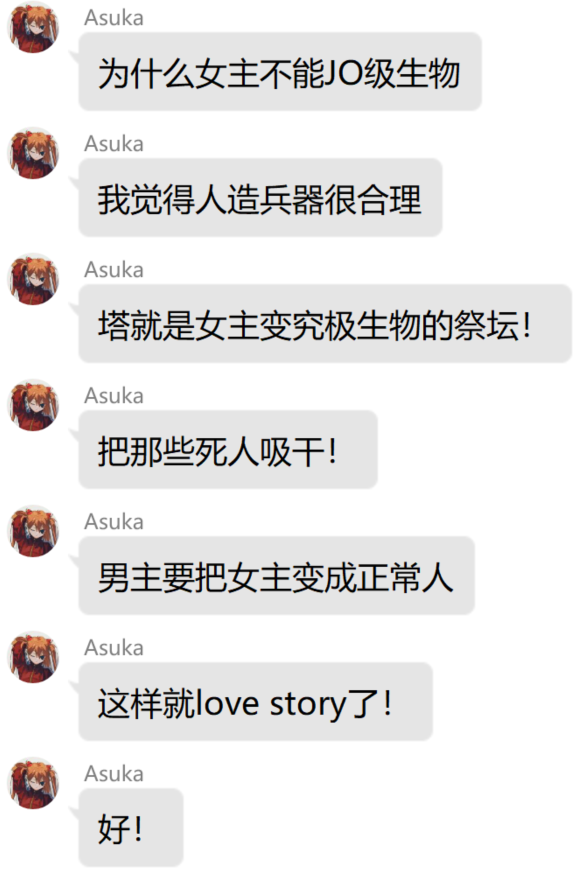 Asuka
为什么女主不能JO级生物
Asuka
我觉得人造兵器很合理
Asuka
塔就是女主变究极生物的祭坛！
Asuka
把那些死人吸干！
Asuka
男主要把女主变成正常人
Asuka
这样就love story了！
Asuka
好！